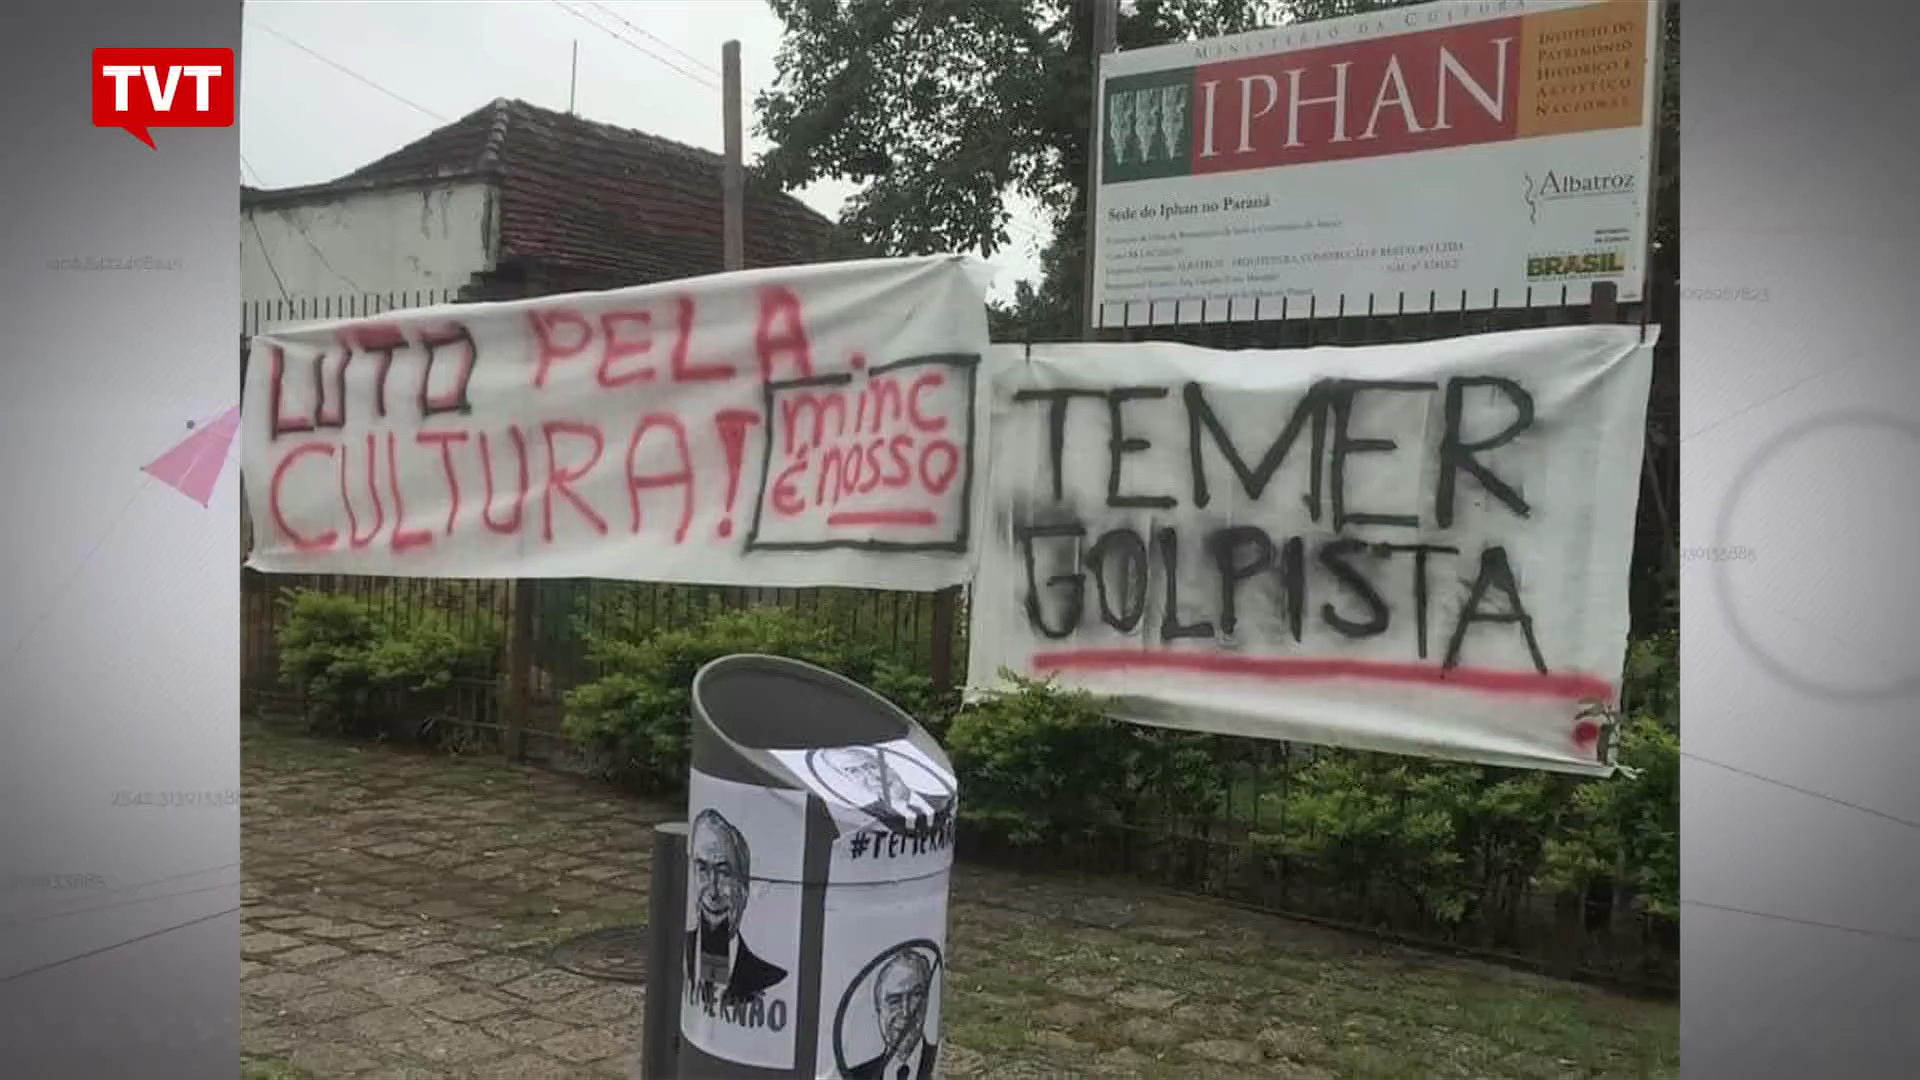 TVT
MINISTÉRIO DA CULTURA
IPHAN
INSTITUTO DO
PATRIMÔNIO
HISTÓRICO E
ARTÍSTICO
NACIONAL
Albatroz
Sede do Iphan no Paraná
BRASIL
LUTO PELA
CULTURA!
minc
é nosso
TEMER
GOLPISTA
#TEMERNÃ
TEMERNÃO